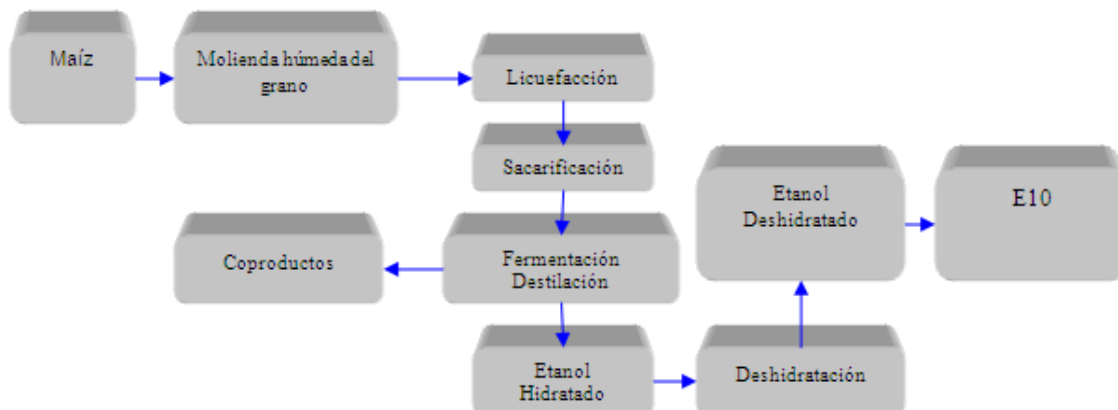 Maíz
Molienda húmeda del
grano
Licuefacción
Sacarificación
Fermentación
Destilación
Coproductos
Etanol
Hidratado
Deshidratación
Etanol
Deshidratado
E10